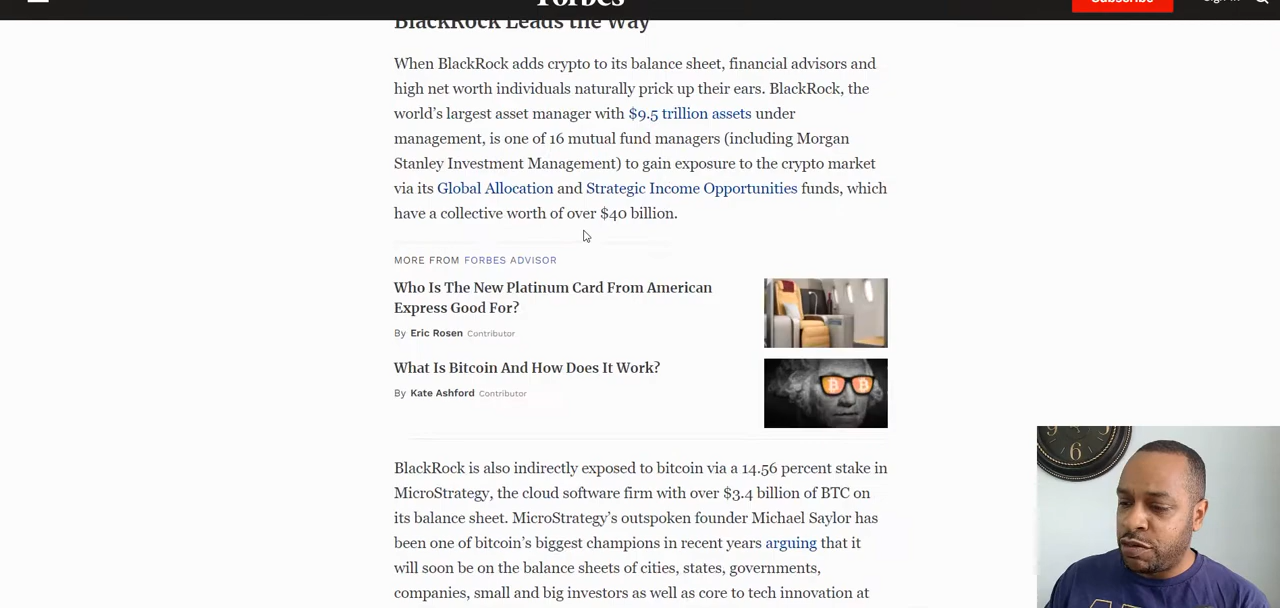 Forbes
Subscribe
Sign In
BlackRock Leads the Way
When BlackRock adds crypto to its balance sheet, financial advisors and
high net worth individuals naturally prick up their ears. BlackRock, the
world's largest asset manager with $9.5 trillion assets under
management, is one of 16 mutual fund managers (including Morgan
Stanley Investment Management) to gain exposure to the crypto market
via its Global Allocation and Strategic Income Opportunities funds, which
have a collective worth of over $40 billion.
MORE FROM FORBES ADVISOR
Who Is The New Platinum Card From American
Express Good For?
By Eric Rosen Contributor
What Is Bitcoin And How Does It Work?
By Kate Ashford Contributor
BlackRock is also indirectly exposed to bitcoin via a 14.56 percent stake in
MicroStrategy, the cloud software firm with over $3.4 billion of BTC on
its balance sheet. MicroStrategy's outspoken founder Michael Saylor has
been one of bitcoin's biggest champions in recent years arguing that it
will soon be on the balance sheets of cities, states, governments,
companies, small and big investors as well as core to tech innovation at